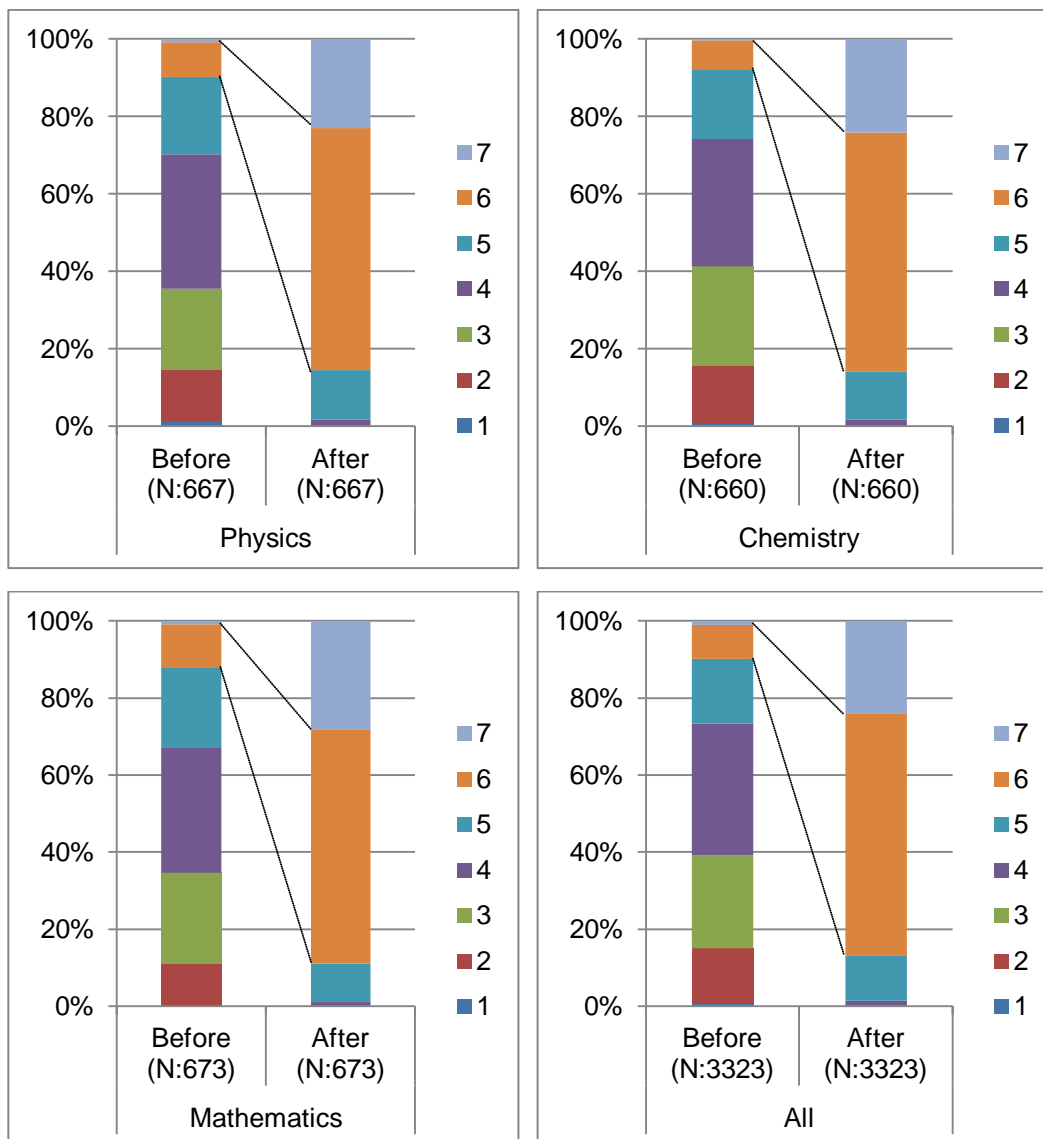 100%
80%
60%
40%
20%
0%
Before
(N:667)
After
(N:667)
Physics
7
6
5
4
3
2
1
100%
80%
60%
40%
20%
0%
Before
(N:660)
After
(N:660)
Chemistry
7
6
5
4
3
2
1
100%
80%
60%
40%
20%
0%
Before
(N:673)
After
(N:673)
Mathematics
7
6
5
4
3
2
1
100%
80%
60%
40%
20%
0%
Before
(N:3323)
After
(N:3323)
All
7
6
5
4
3
2
1